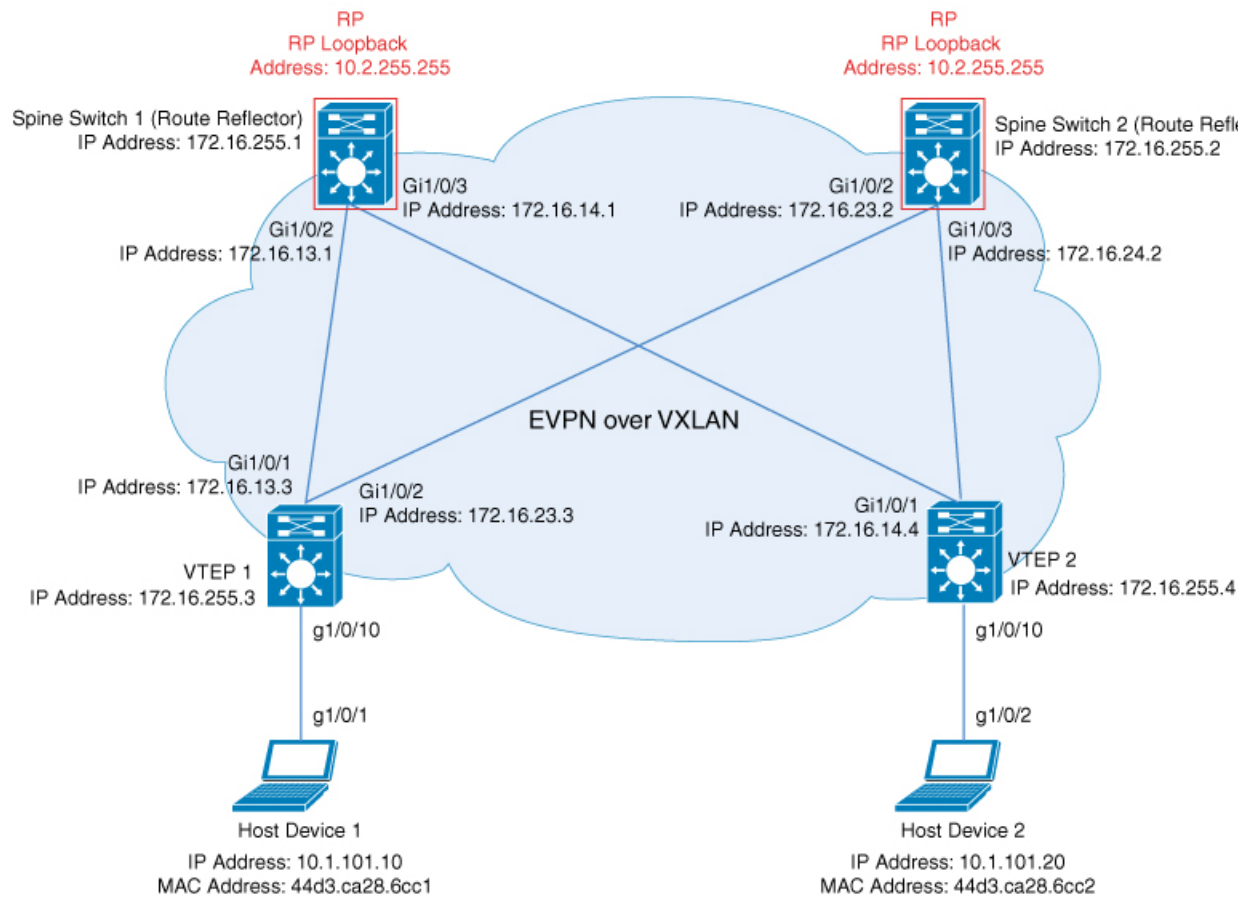 RP
RP Loopback
Address: 10.2.255.255
RP
RP Loopback
Address: 10.2.255.255
Spine Switch 1 (Route Reflector)
IP Address: 172.16.255.1
Spine Switch 2 (Route Refle
IP Address: 172.16.255.2
Gi1/0/3
IP Address: 172.16.14.1
Gi1/0/2
IP Address: 172.16.23.2
Gi1/0/2
IP Address: 172.16.13.1
Gi1/0/3
IP Address: 172.16.24.2
EVPN over VXLAN
Gi1/0/1
IP Address: 172.16.13.3
Gi1/0/2
IP Address: 172.16.23.3
Gi1/0/1
IP Address: 172.16.14.4
VTEP 1
IP Address: 172.16.255.3
VTEP 2
IP Address: 172.16.255.4
g1/0/10
g1/0/10
g1/0/1
g1/0/2
Host Device 1
IP Address: 10.1.101.10
MAC Address: 44d3.ca28.6cc1
Host Device 2
IP Address: 10.1.101.20
MAC Address: 44d3.ca28.6cc2